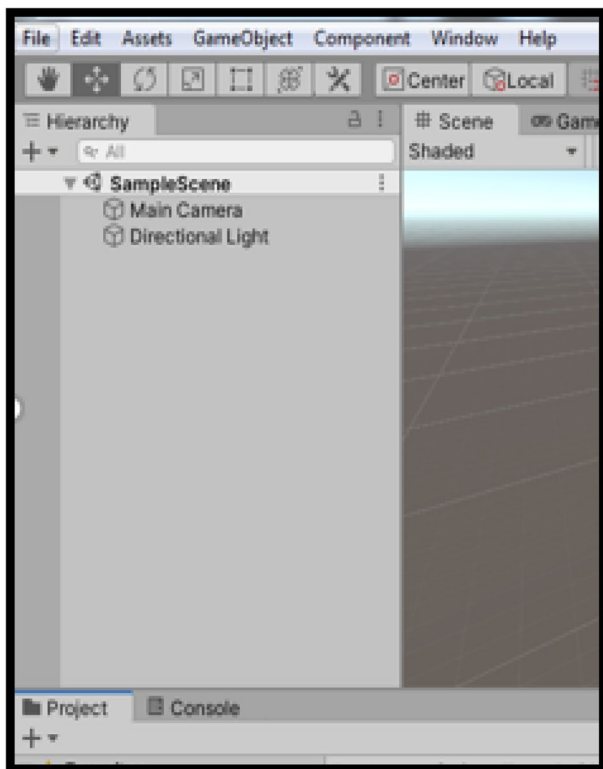 File Edit Assets GameObject Component Window Help
Center Local
Hierarchy
Scene Gam
All
Shaded
SampleScene
Main Camera
Directional Light
Project Console